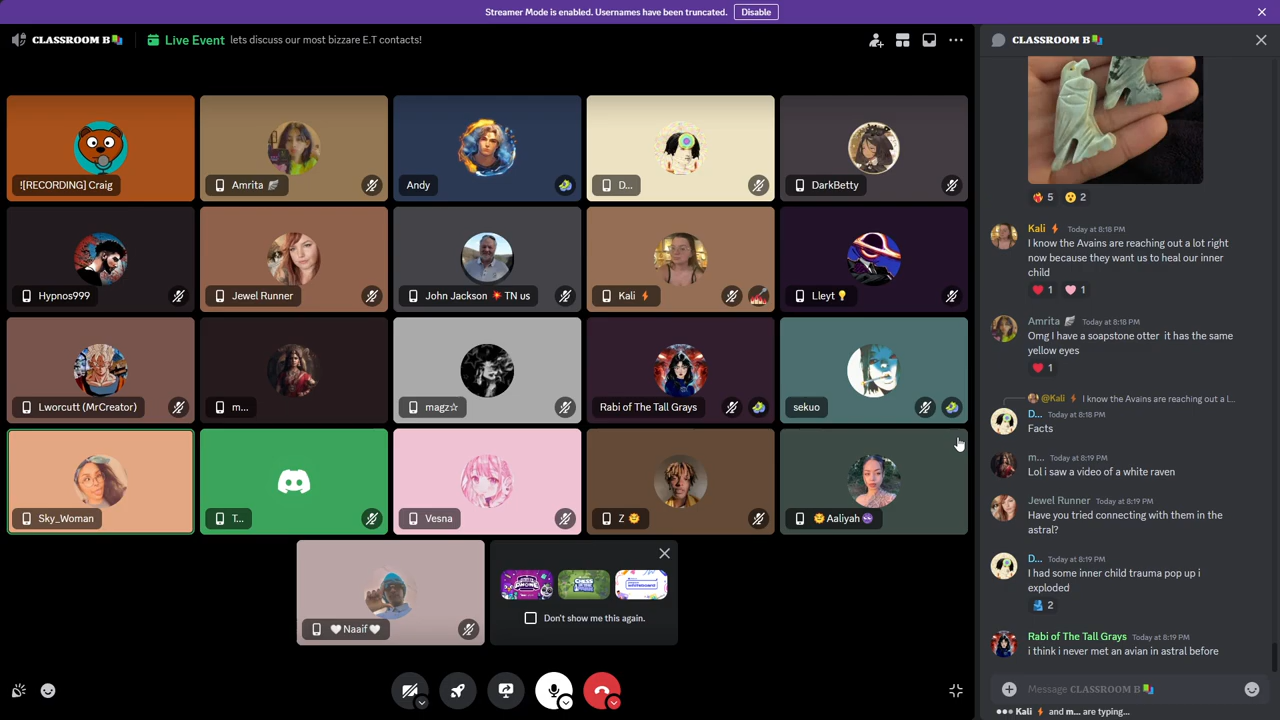 Streamer Mode is enabled. Usernames have been truncated. Disable
CLASSROOM B
Live Event lets discuss our most bizzare E.T contacts!
CLASSROOM B
![RECORDING] Craig
Amrita
Andy
D...
DarkBetty
Hypnos999
Jewel Runner
John Jackson TN us
Kali
Lleyt
Lworcutt (MrCreator)
m...
magz☆
Rabi of The Tall Grays
sekuo
Sky_Woman
T...
Vesna
Z
Aaliyah
Naaif
Don't show me this again.
5 2
Kali Today at 8:18 PM
I know the Avains are reaching out a lot right
now because they want us to heal our inner
child
1 1
Amrita Today at 8:18 PM
Omg I have a soapstone otter it has the same
yellow eyes
1
@Kali I know the Avains are reaching out a l...
D... Today at 8:18 PM
Facts
m... Today at 8:19 PM
Lol i saw a video of a white raven
Jewel Runner Today at 8:19 PM
Have you tried connecting with them in the
astral?
D... Today at 8:19 PM
I had some inner child trauma pop up i
exploded
2
Rabi of The Tall Grays Today at 8:19 PM
i think i never met an avian in astral before
Message CLASSROOM B
Kali and m... are typing...